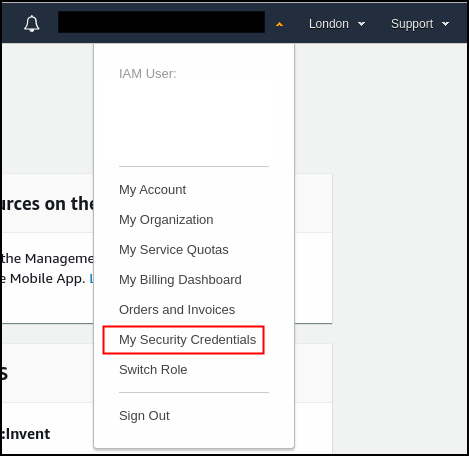 London
Support
IAM User:
My Account
urces on the
My Organization
My Service Quotas
the Managem
My Billing Dashboard
e Mobile App.
Orders and Invoices
My Security Credentials
Switch Role
s
Sign Out
:Invent